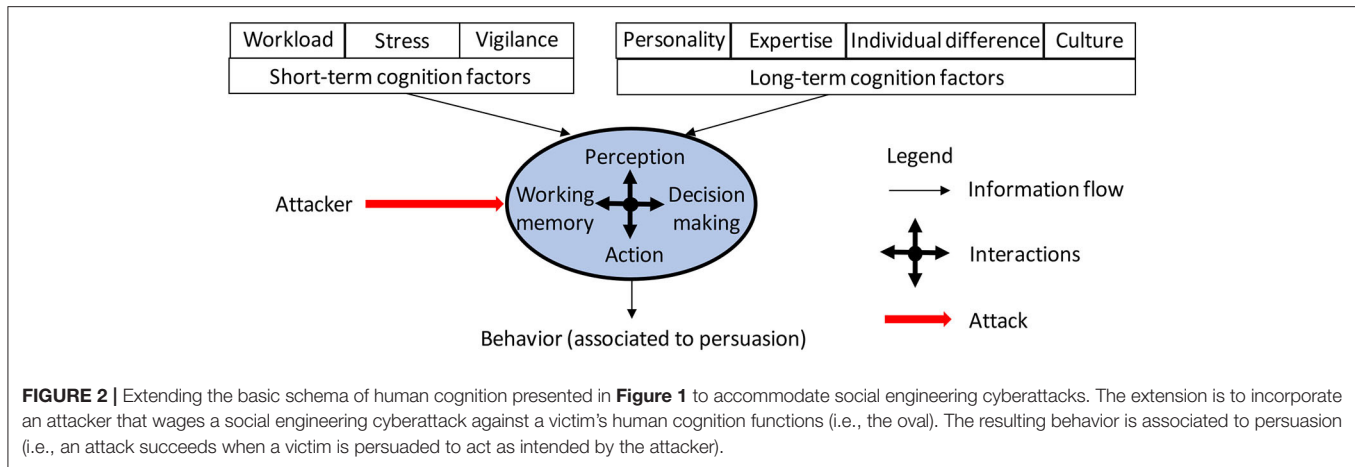 Workload Stress Vigilance
Short-term cognition factors
Personality Expertise Individual difference Culture
Long-term cognition factors
Perception
Working memory
Decision making
Action
Attacker
Behavior (associated to persuasion)
Legend
Information flow
Interactions
Attack
FIGURE 2 | Extending the basic schema of human cognition presented in Figure 1 to accommodate social engineering cyberattacks. The extension is to incorporate
an attacker that wages a social engineering cyberattack against a victim's human cognition functions (i.e., the oval). The resulting behavior is associated to persuasion
(i.e., an attack succeeds when a victim is persuaded to act as intended by the attacker).